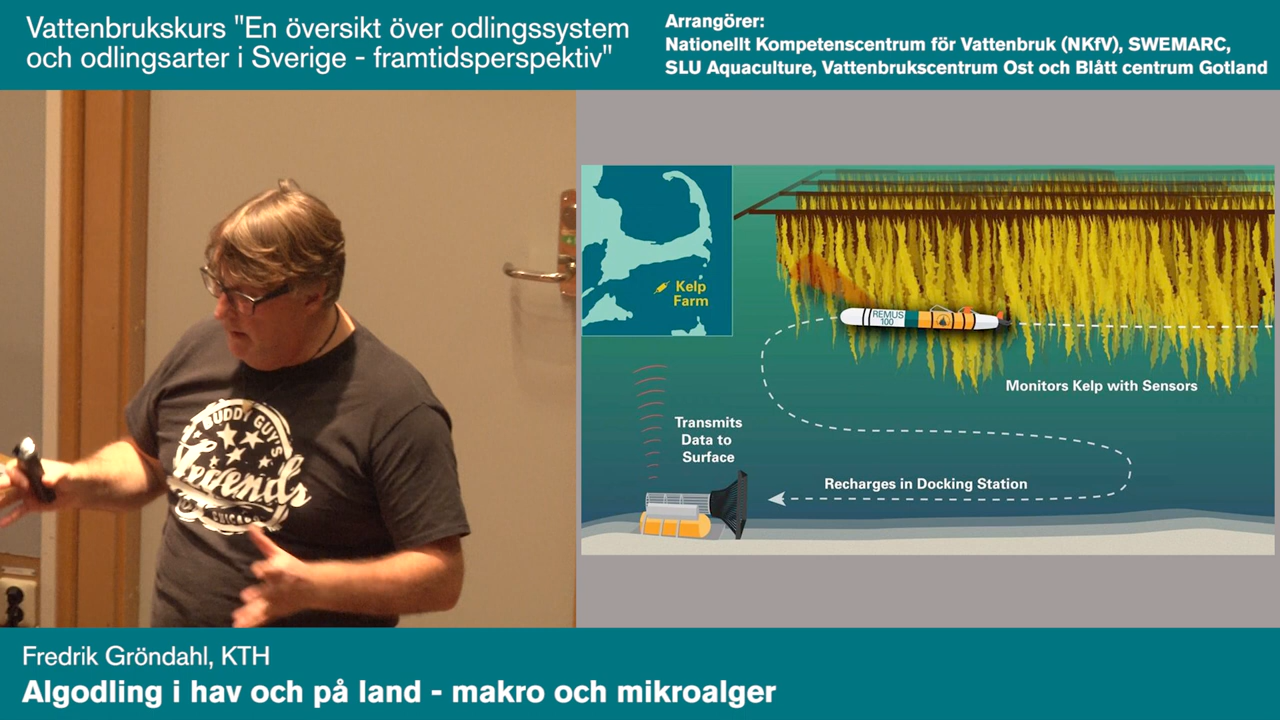 Vattenbrukskurs "En översikt över odlingssystem
och odlingsarter i Sverige - framtidsperspektiv"
Arrangörer:
Nationellt Kompetenscentrum för Vattenbruk (NKfV), SWEMARC,
SLU Aquaculture, Vattenbrukscentrum Ost och Blått centrum Gotland
BUDDY GUY'S
Legends
CHICAGO
Kelp
Farm
REMUS
100
Monitors Kelp with Sensors
Transmits
Data to
Surface
Recharges in Docking Station
Fredrik Gröndahl, KTH
Algodling i hav och på land - makro och mikroalger